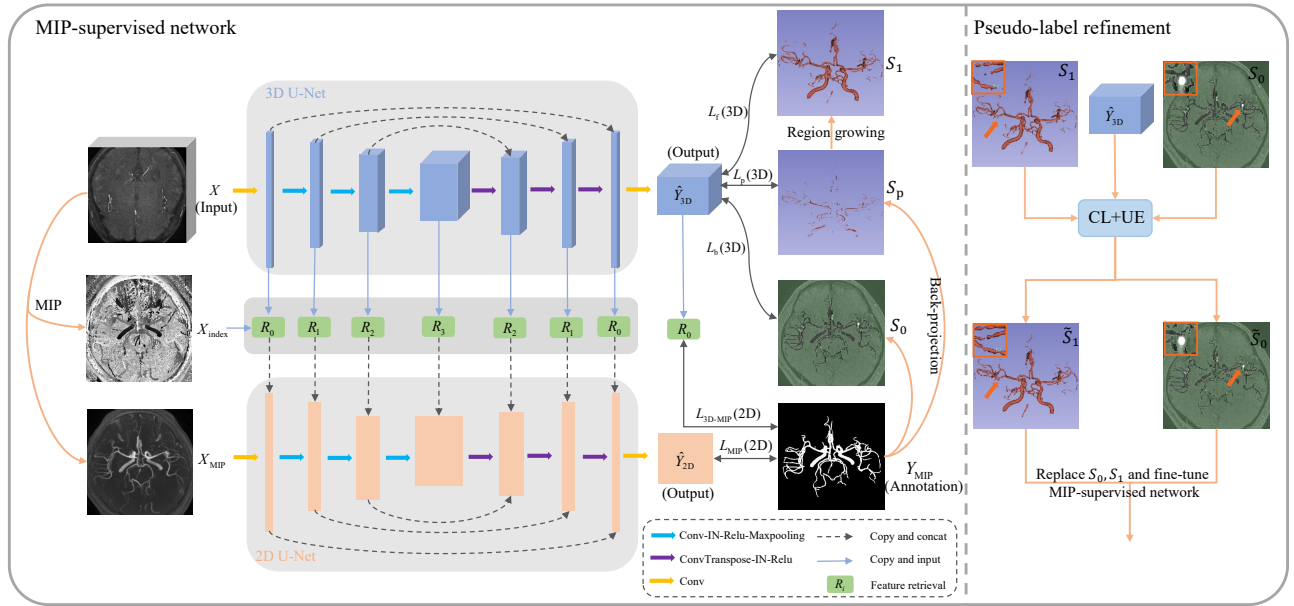 MIP-supervised network
Pseudo-label refinement
3D U-Net
X
(Input)
MIP
X_index
X_MIP
R_0
R_1
R_2
R_3
R_2
R_1
R_0
(Output)
Ŷ_3D
R_0
L_f (3D)
L_p (3D)
L_b (3D)
L_3D-MIP (2D)
L_MIP (2D)
Ŷ_2D
(Output)
S_1
Region growing
S_p
S_0
Back-projection
Y_MIP
(Annotation)
2D U-Net
Conv-IN-Relu-Maxpooling
Copy and concat
ConvTranspose-IN-Relu
Copy and input
Conv
R_i
Feature retrieval
S_1
Ŷ_3D
S_0
CL+UE
S̃_1
S̃_0
Replace S_0, S_1 and fine-tune
MIP-supervised network